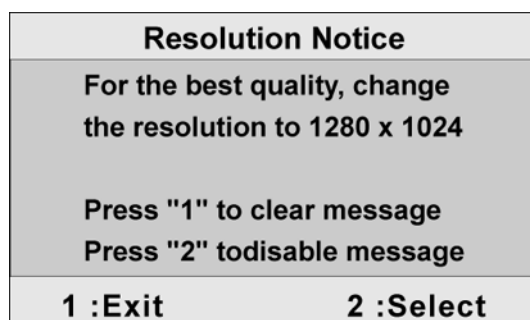 Resolution Notice
For the best quality, change
the resolution to 1280 x 1024
Press "1" to clear message
Press "2" todisable message
1 :Exit 2 :Select